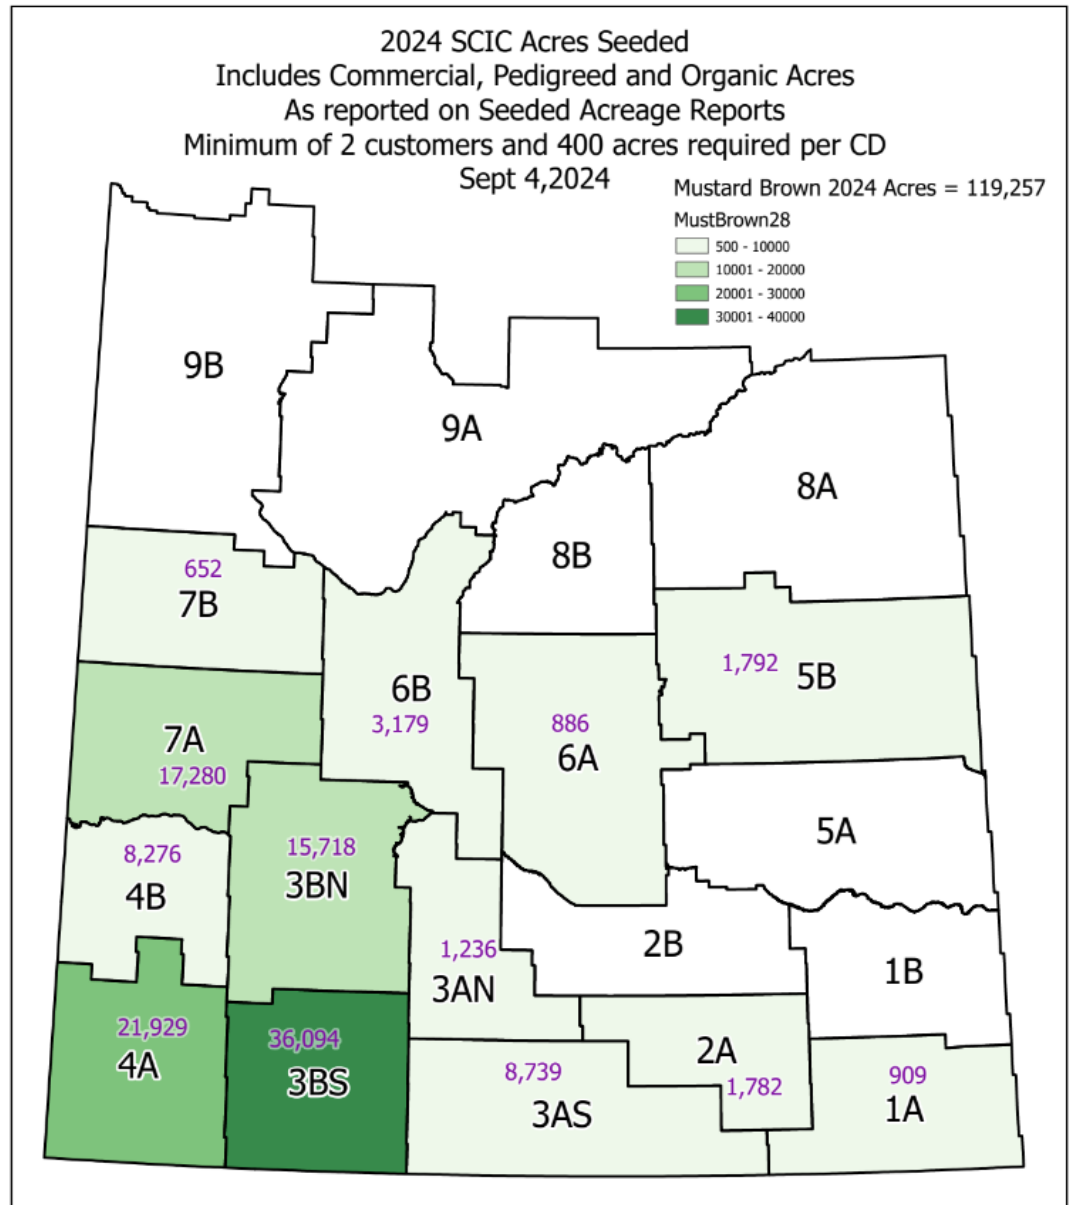 2024 SCIC Acres Seeded
Includes Commercial, Pedigreed and Organic Acres
As reported on Seeded Acreage Reports
Minimum of 2 customers and 400 acres required per CD
Sept 4,2024
Mustard Brown 2024 Acres = 119,257
MustBrown28
500 - 10000
10001 - 20000
20001 - 30000
30001 - 40000
9B
9A
8A
8B
652
7B
1,792 5B
6B
3,179
886
6A
7A
17,280
5A
8,276
4B
15,718
3BN
2B
1,236
3AN
1B
21,929
4A
36,094
3BS
2A
1,782
8,739
3AS
909
1A